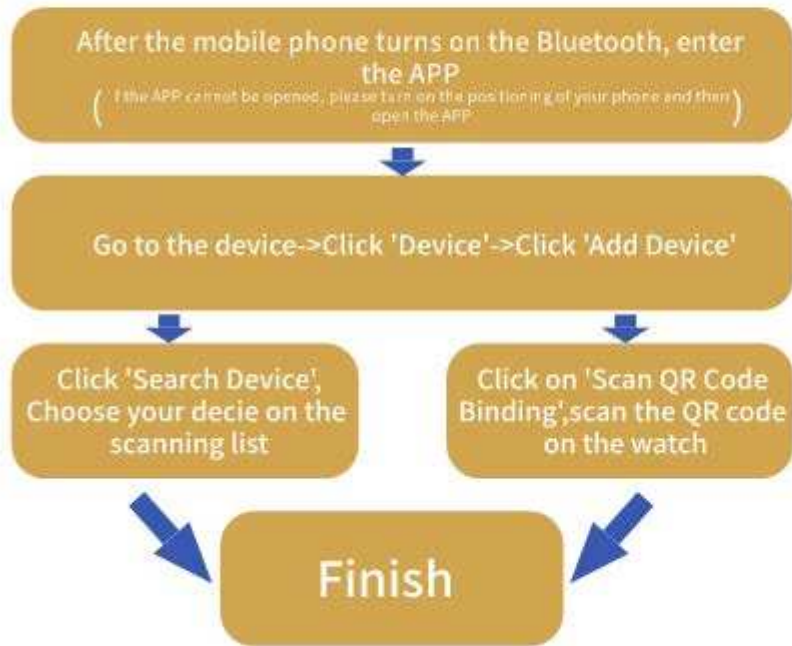 After the mobile phone turns on the Bluetooth, enter
the APP
( f the APP cannot be opened, please turn on the positioning of your phone and then
open the APP )
Go to the device->Click 'Device'->Click 'Add Device'
Click 'Search Device',
Choose your decie on the
scanning list
Click on 'Scan QR Code
Binding',scan the QR code
on the watch
Finish